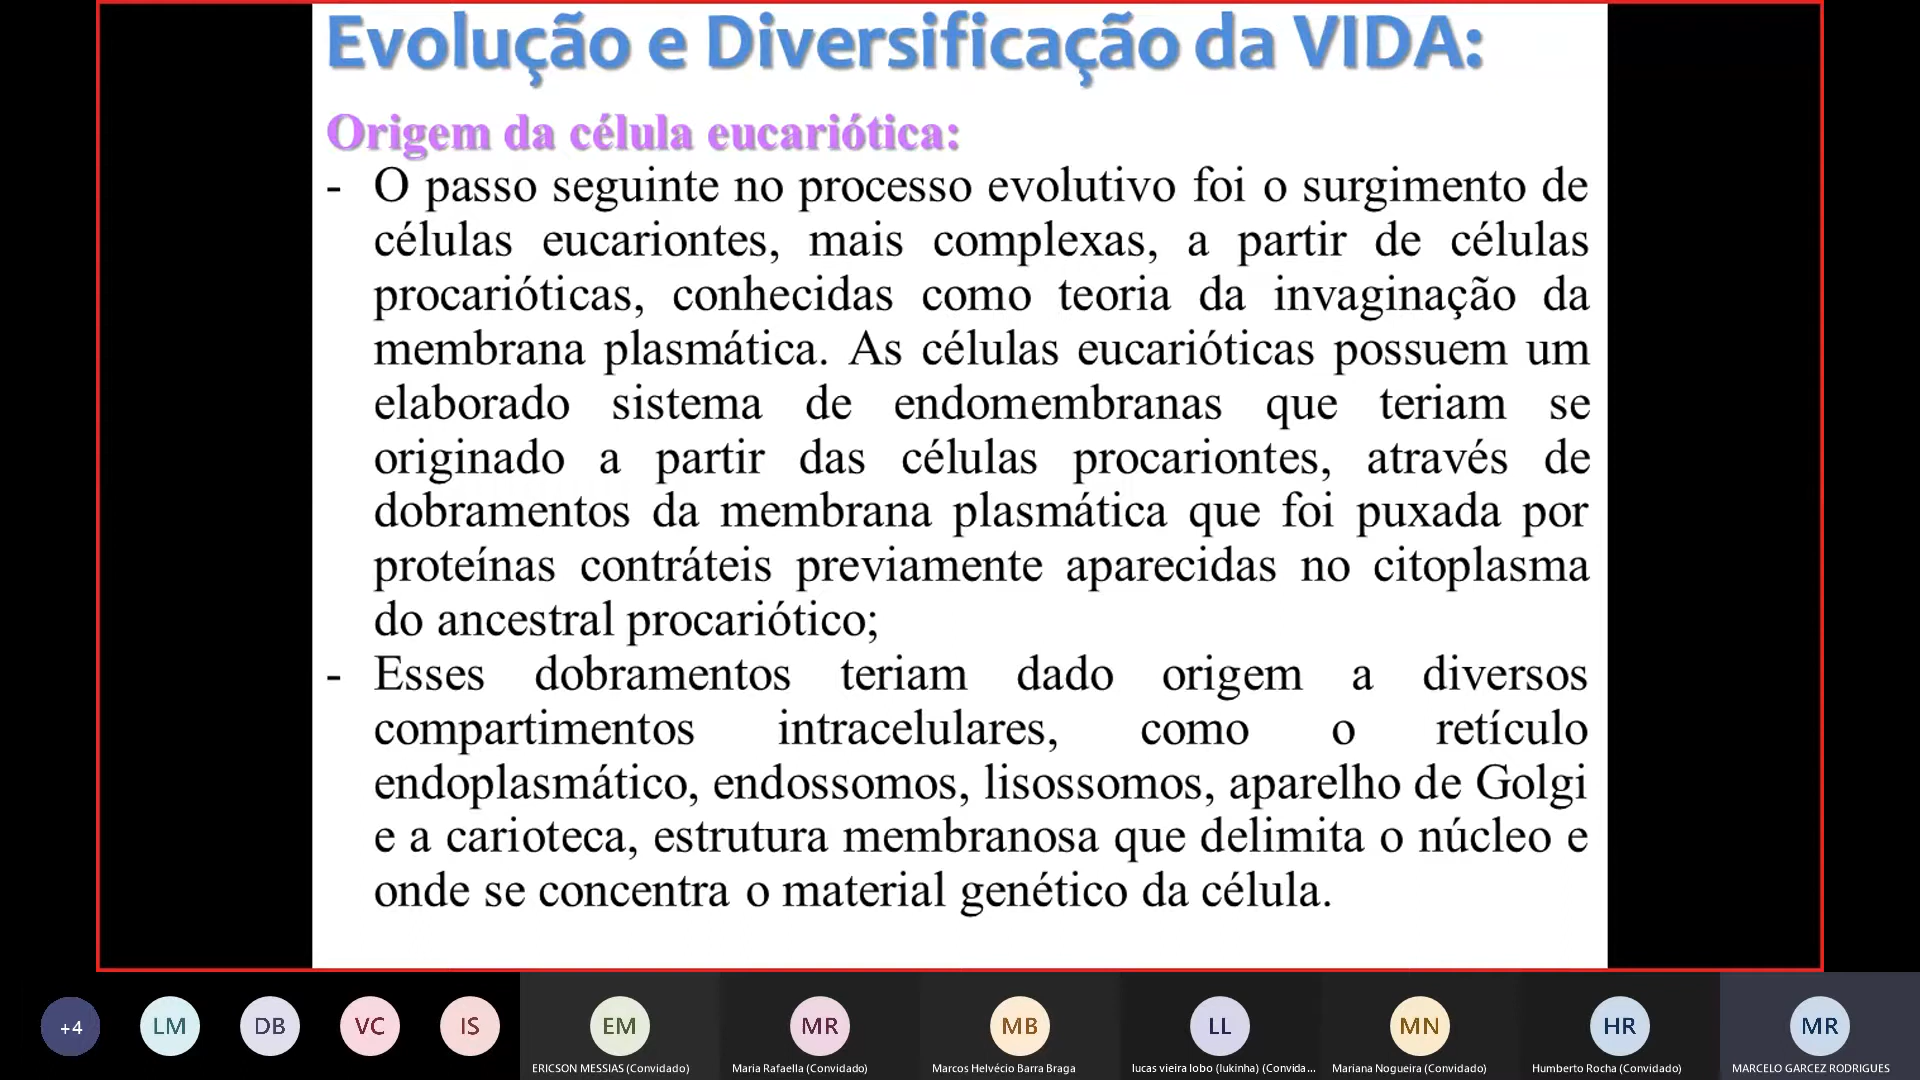 Evolução e Diversificação da VIDA:
Origem da célula eucariótica:
- O passo seguinte no processo evolutivo foi o surgimento de
células eucariontes, mais complexas, a partir de células
procarióticas, conhecidas como teoria da invaginação da
membrana plasmática. As células eucarióticas possuem um
elaborado sistema de endomembranas que teriam se
originado a partir das células procariontes, através de
dobramentos da membrana plasmática que foi puxada por
proteínas contráteis previamente aparecidas no citoplasma
do ancestral procariótico;
- Esses dobramentos teriam dado origem a diversos
compartimentos intracelulares, como o retículo
endoplasmático, endossomos, lisossomos, aparelho de Golgi
e a carioteca, estrutura membranosa que delimita o núcleo e
onde se concentra o material genético da célula.
+4 LM DB VC IS EM MR MB LL MN HR MR
ERICSON MESSIAS (Convidado) Maria Rafaella (Convidado) Marcos Helvécio Barra Braga lucas vieira lobo (lukinha) (Convida... Mariana Nogueira (Convidado) Humberto Rocha (Convidado) MARCELO GARCEZ RODRIGUES